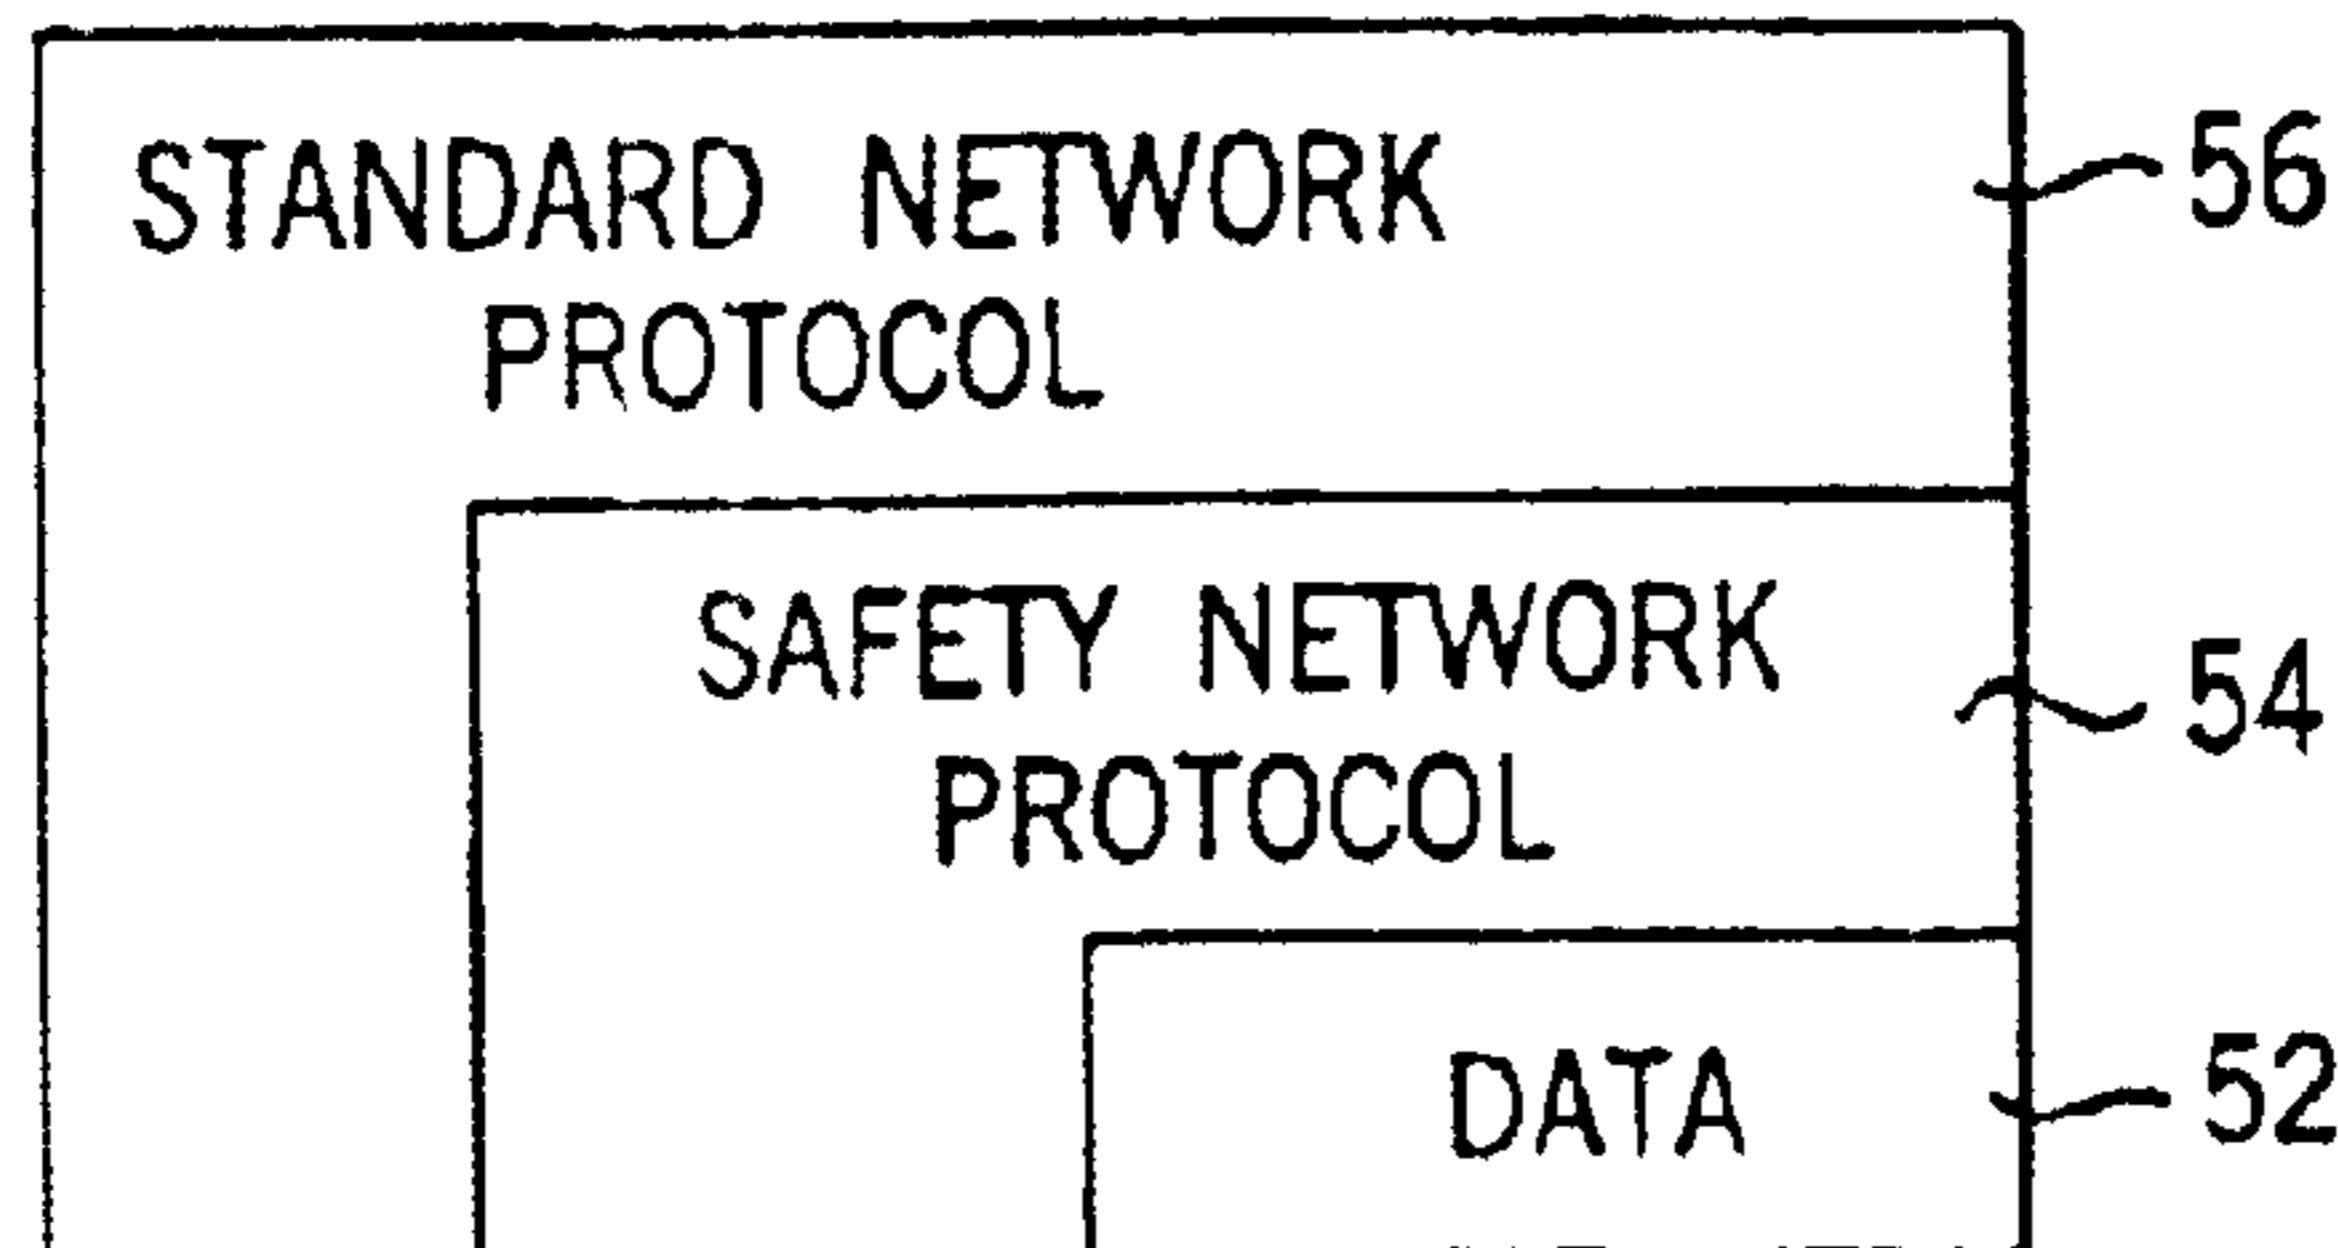 STANDARD NETWORK 56
PROTOCOL
SAFETY NETWORK
54
PROTOCOL
DATA 52